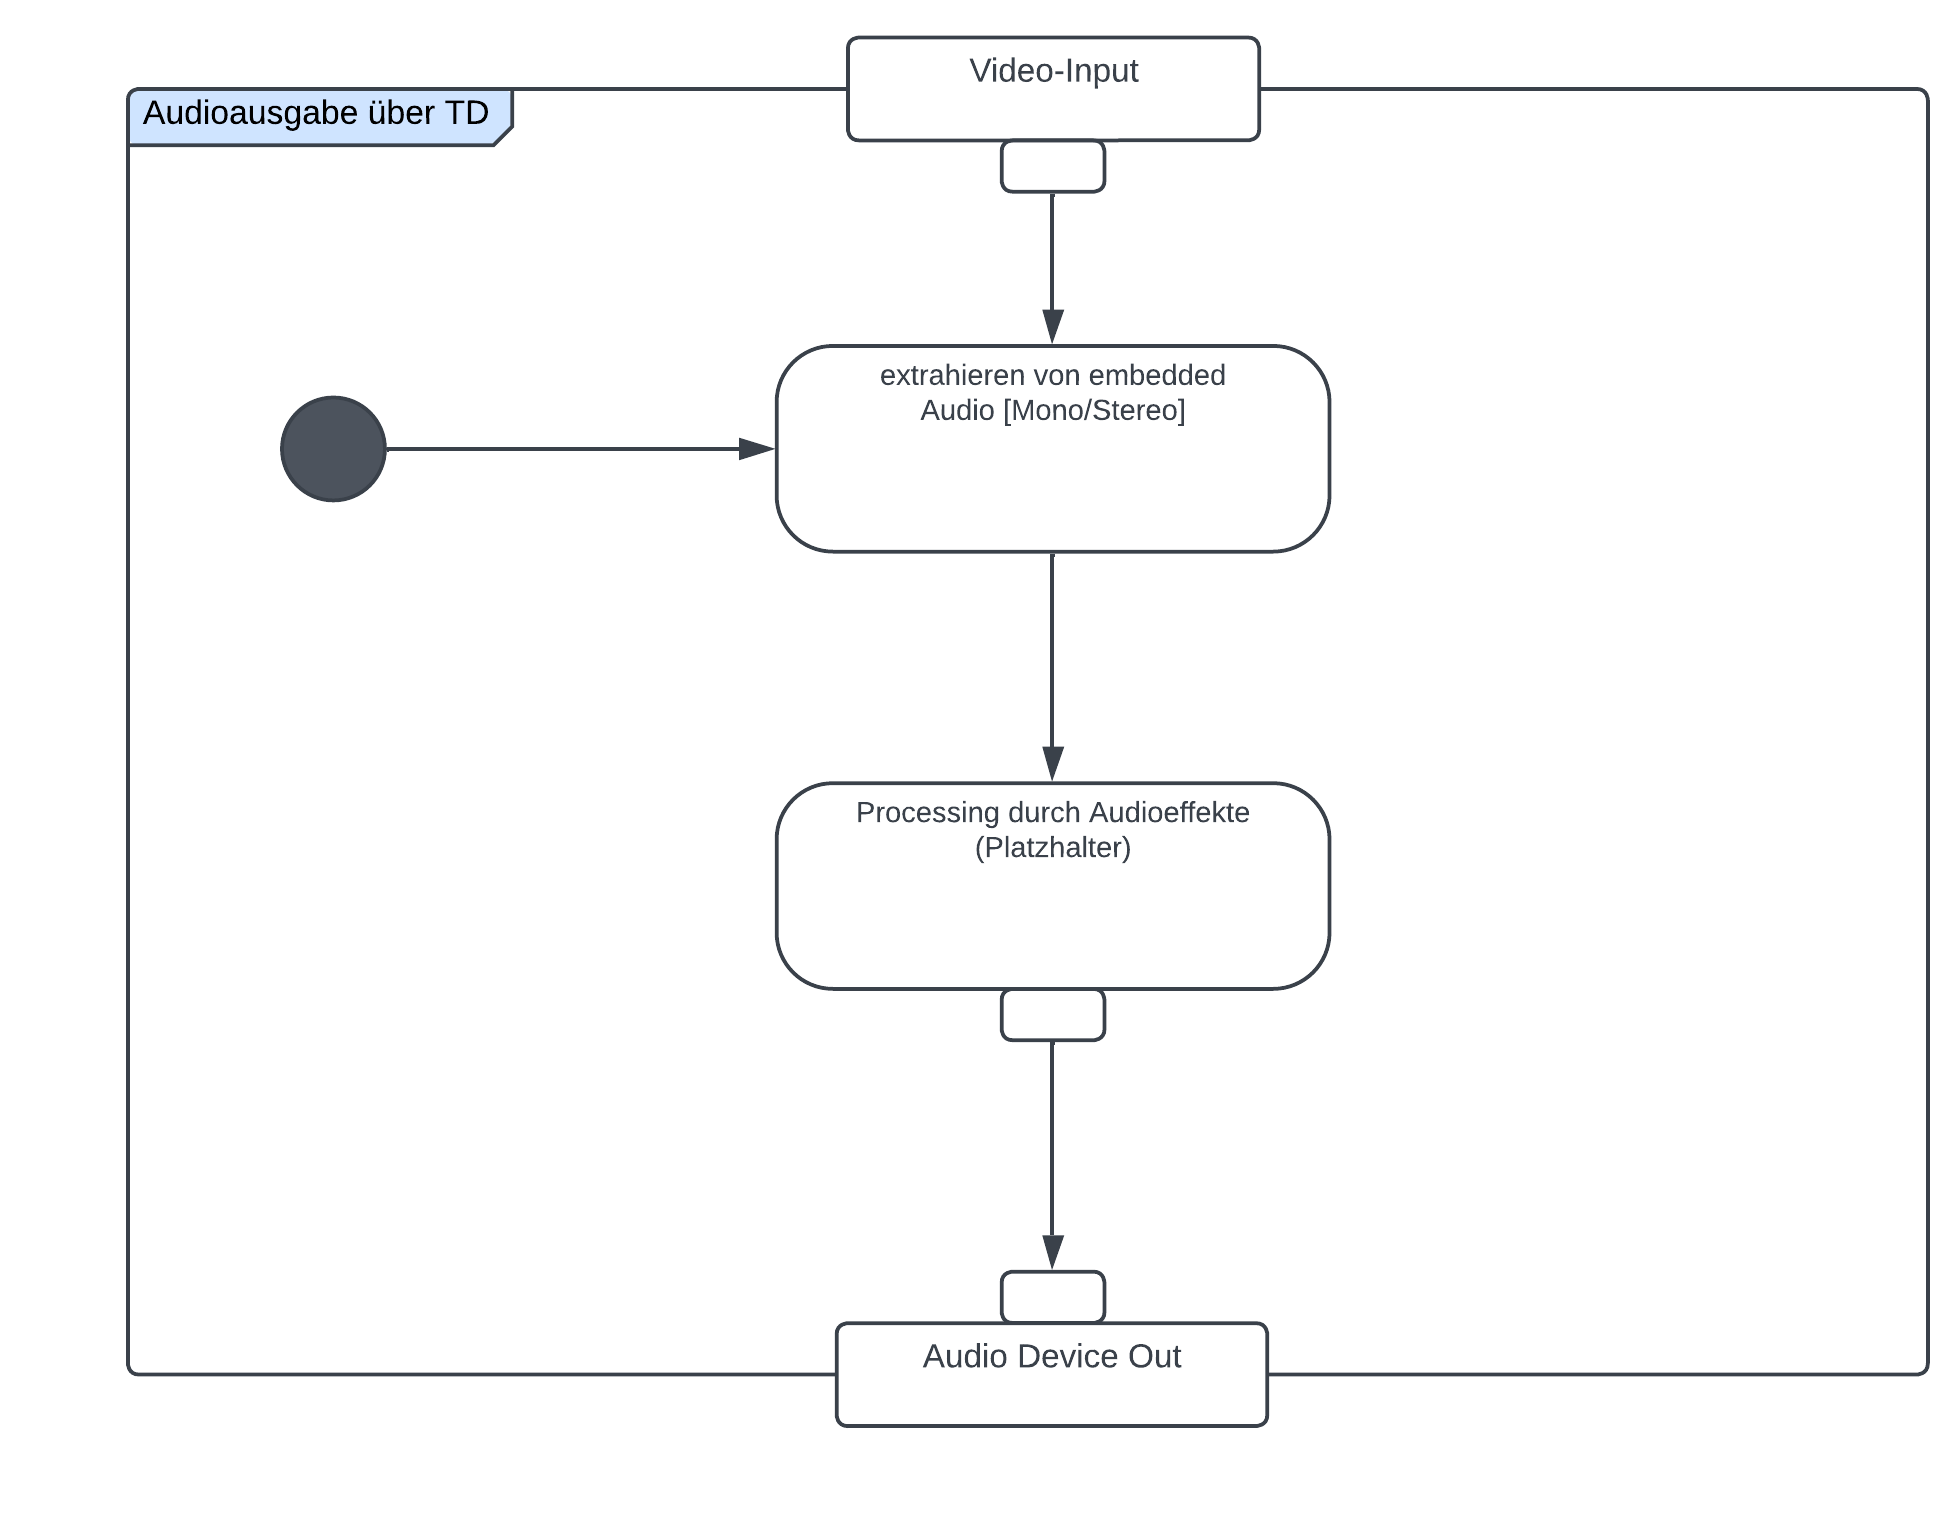 Video-Input
Audioausgabe über TD
extrahieren von embedded
Audio [Mono/Stereo]
Processing durch Audioeffekte
(Platzhalter)
Audio Device Out